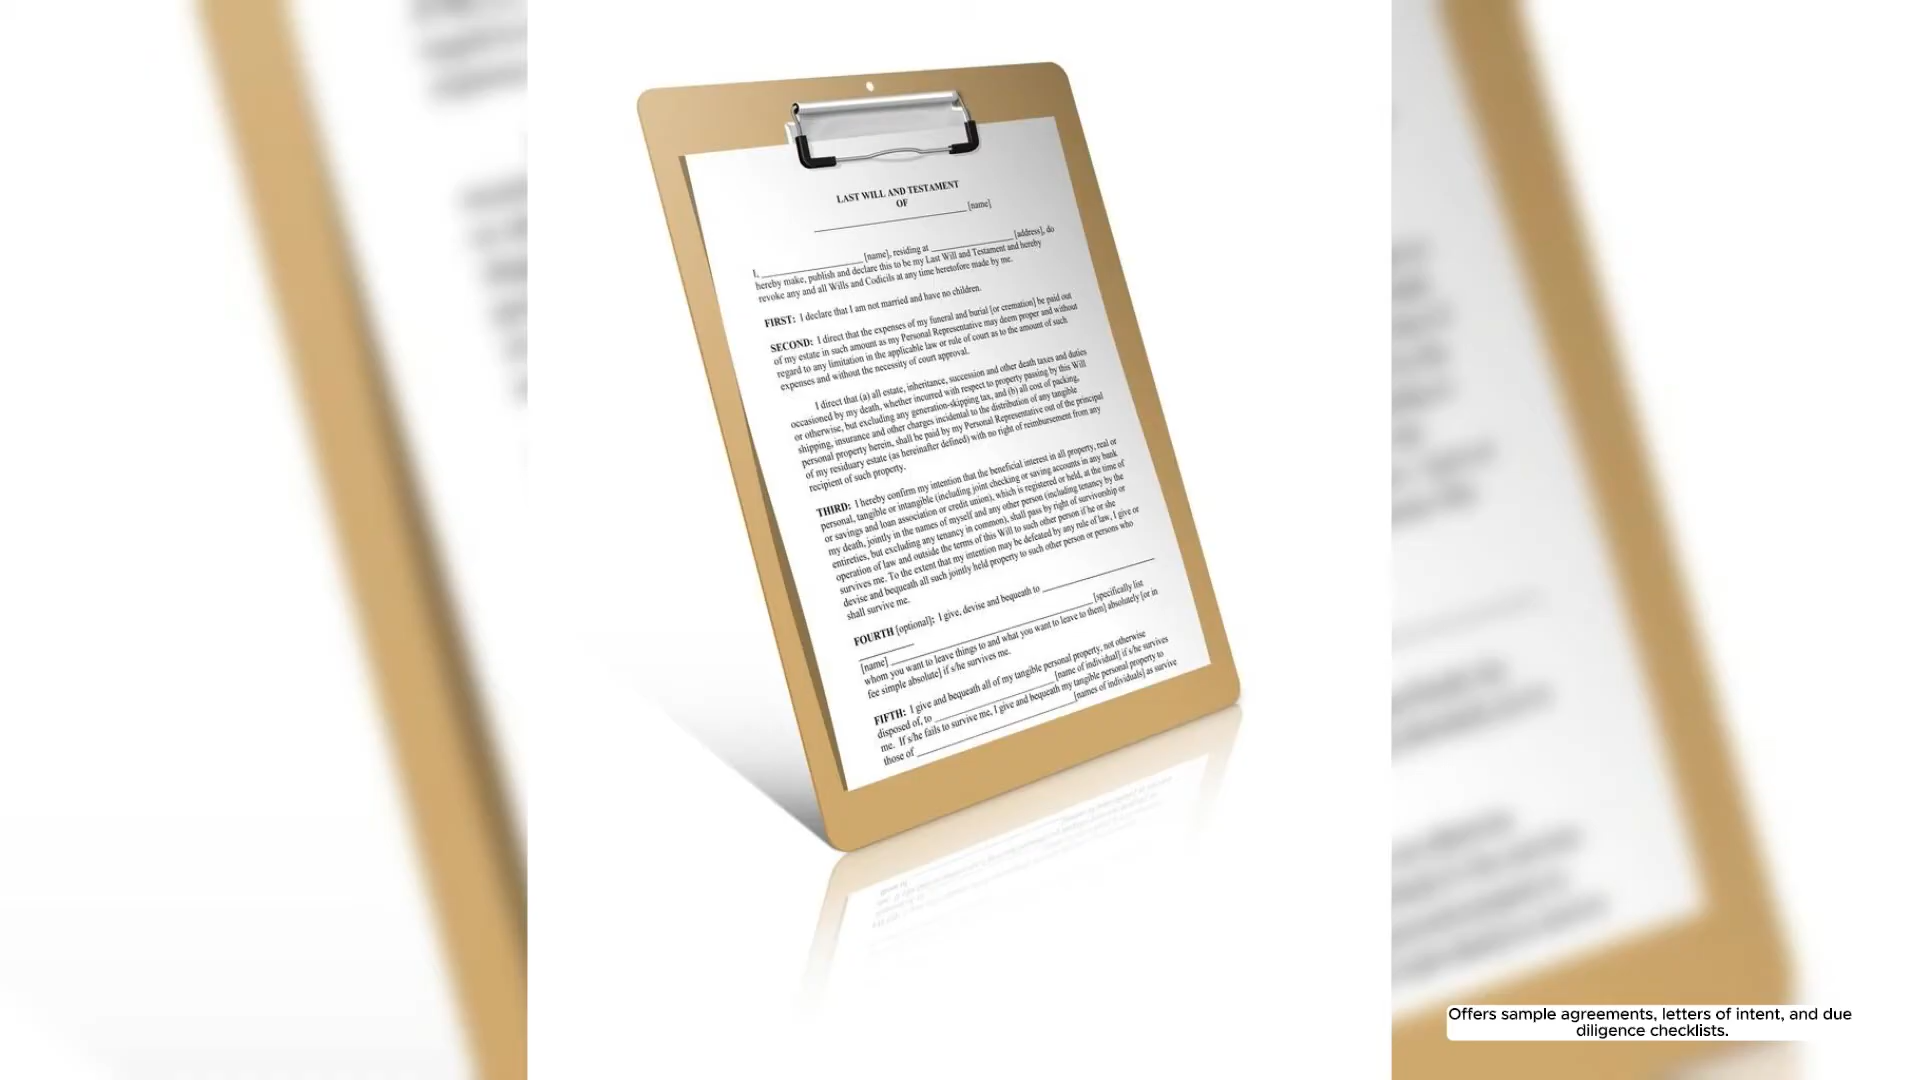 LAST WILL AND TESTAMENT
OF
____________________ [name]
I, ____________________ [name], residing at ________________ [address], do
hereby make, publish and declare this to be my Last Will and Testament and hereby
revoke any and all Wills and Codicils at any time heretofore made by me.
FIRST: I declare that I am not married and have no children.
SECOND: I direct that the expenses of my funeral and burial [or cremation] be paid out
of my estate in such amount as my Personal Representative may deem proper and without
regard to any limitation in the applicable law or rule of court as to the amount of such
expenses and without the necessity of court approval.
I direct that (a) all estate, inheritance, succession and other death taxes and duties
occasioned by my death, whether incurred with respect to property passing by this Will
or otherwise, but excluding any generation-skipping tax, and (b) all cost of packing,
shipping, insurance and other charges incidental to the distribution of any tangible
personal property herein, shall be paid by my Personal Representative out of the principal
of my residuary estate (as hereinafter defined) with no right of reimbursement from any
recipient of such property.
THIRD: I hereby confirm my intention that the beneficial interest in all property, real or
personal, tangible or intangible (including joint checking or saving accounts in any bank
or savings and loan association or credit union), which is registered or held, at the time of
my death, jointly in the names of myself and any other person (including tenancy by the
entireties, but excluding any tenancy in common), shall pass by right of survivorship or
operation of law and outside the terms of this Will to such other person if he or she
survives me. To the extent that my intention may be defeated by any rule of law, I give or
devise and bequeath all such jointly held property to such other person or persons who
shall survive me.
FOURTH [optional]: I give, devise and bequeath to ____________________
[name] ____________________ [specifically list
whom you want to leave things to and what you want to leave to them] absolutely [or in
fee simple absolute] if s/he survives me.
FIFTH: I give and bequeath all of my tangible personal property, not otherwise
disposed of, to ____________________ [name of individual] if s/he survives
me. If s/he fails to survive me, I give and bequeath my tangible personal property to
those of ____________________ [names of individuals] as survive
Offers sample agreements, letters of intent, and due
diligence checklists.